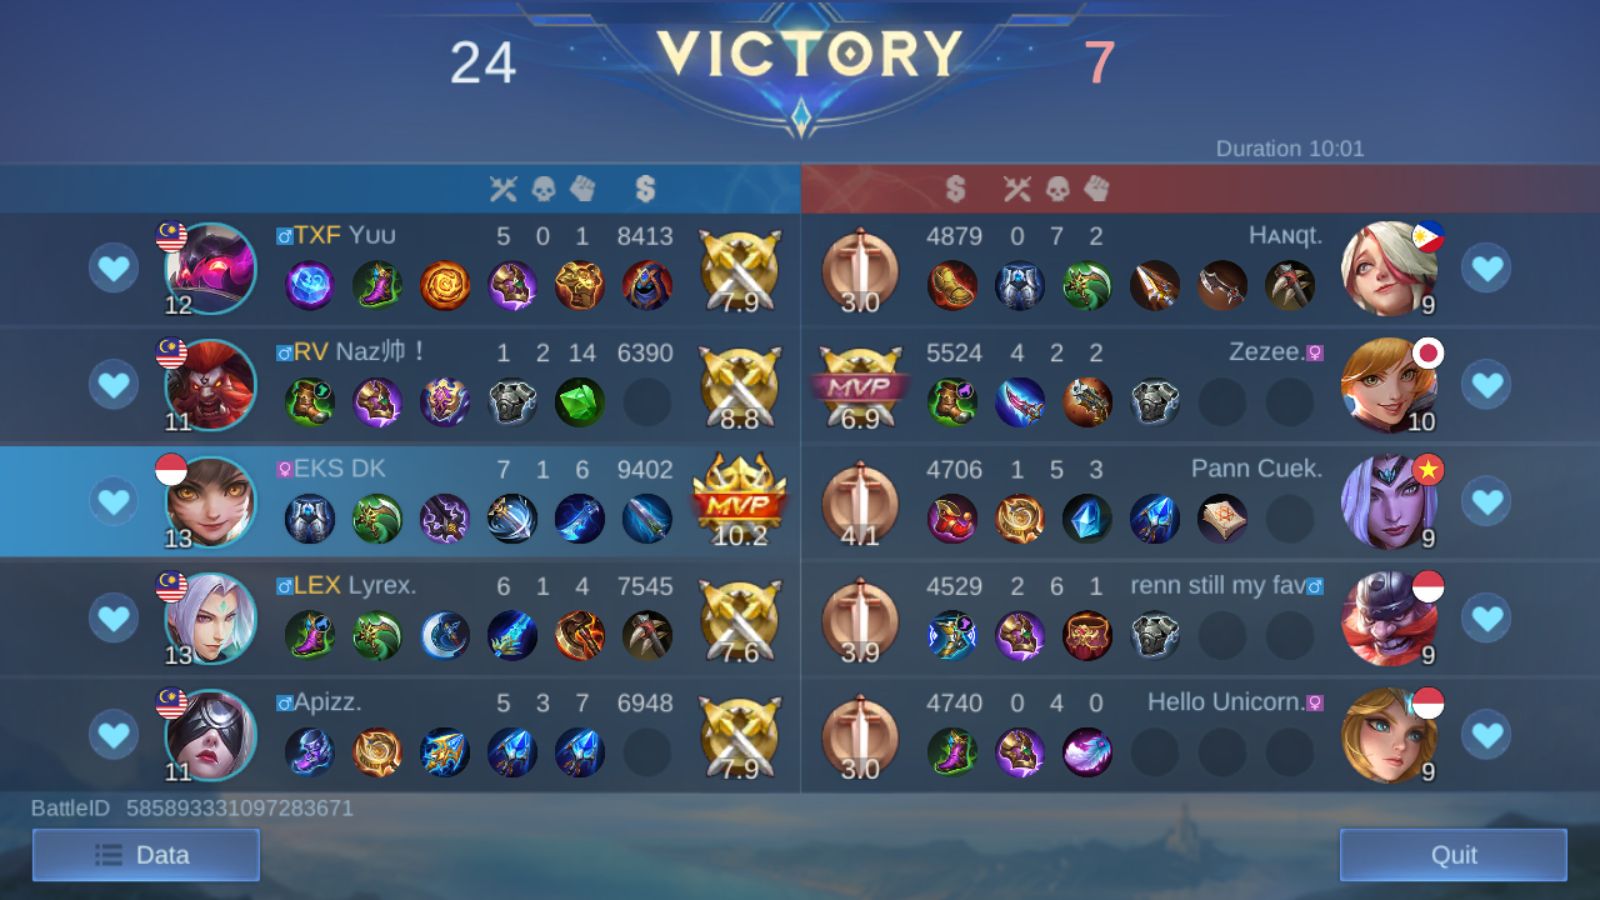 24 VICTORY 7
Duration 10:01
TXF Yuu 5 0 1 8413
12 7.9
4879 0 7 2 HANqt.
3.0 9
RV Naz帅！ 1 2 14 6390
11 8.8
5524 4 2 2 Zezee.
MVP 6.9 10
EKS DK 7 1 6 9402
13 MVP 10.2
4706 1 5 3 Pann Cuek.
4.1 9
LEX Lyrex. 6 1 4 7545
13 7.6
4529 2 6 1 renn still my fav
3.9 9
Apizz. 5 3 7 6948
11 7.9
4740 0 4 0 Hello Unicorn.
3.0 9
BattleID 585893331097283671
Data
Quit